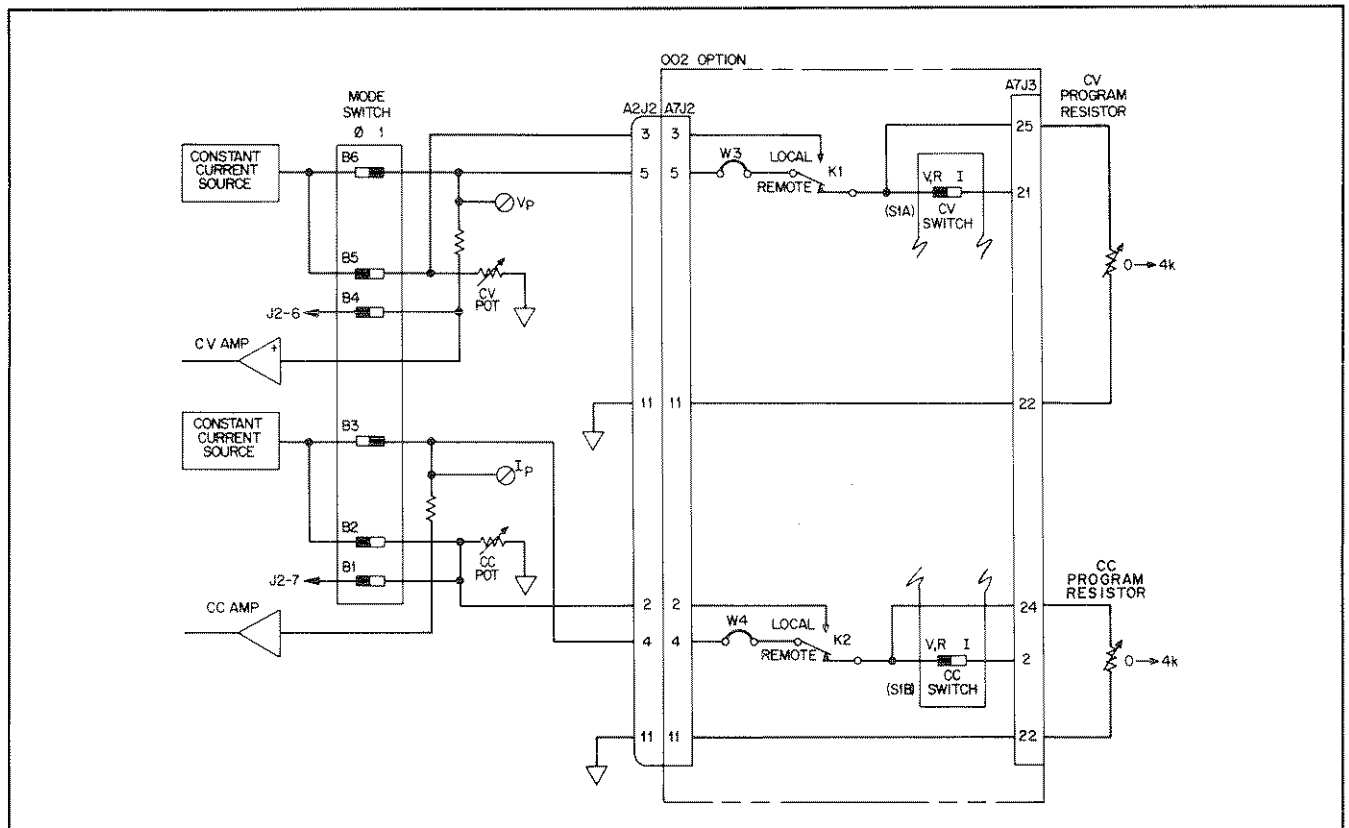 002 OPTION
A7J3
CV
PROGRAM
RESISTOR
MODE
SWITCH
Ø 1
A2J2 A7J2
CONSTANT
CURRENT
SOURCE
B6
3 3
5 5
W3
LOCAL
REMOTE
K1
25
V,R I
21
(S1A)
CV
SWITCH
VP
0→4k
B5
CV
POT
B4
J2-6
CV AMP
+
11 11
22
CONSTANT
CURRENT
SOURCE
B3
IP
B2
CC
POT
B1
J2-7
CC AMP
2 2
4 4
W4
LOCAL
REMOTE
K2
24
V,R I
2
(S1B)
CC
SWITCH
CC
PROGRAM
RESISTOR
0→4k
11 11
22